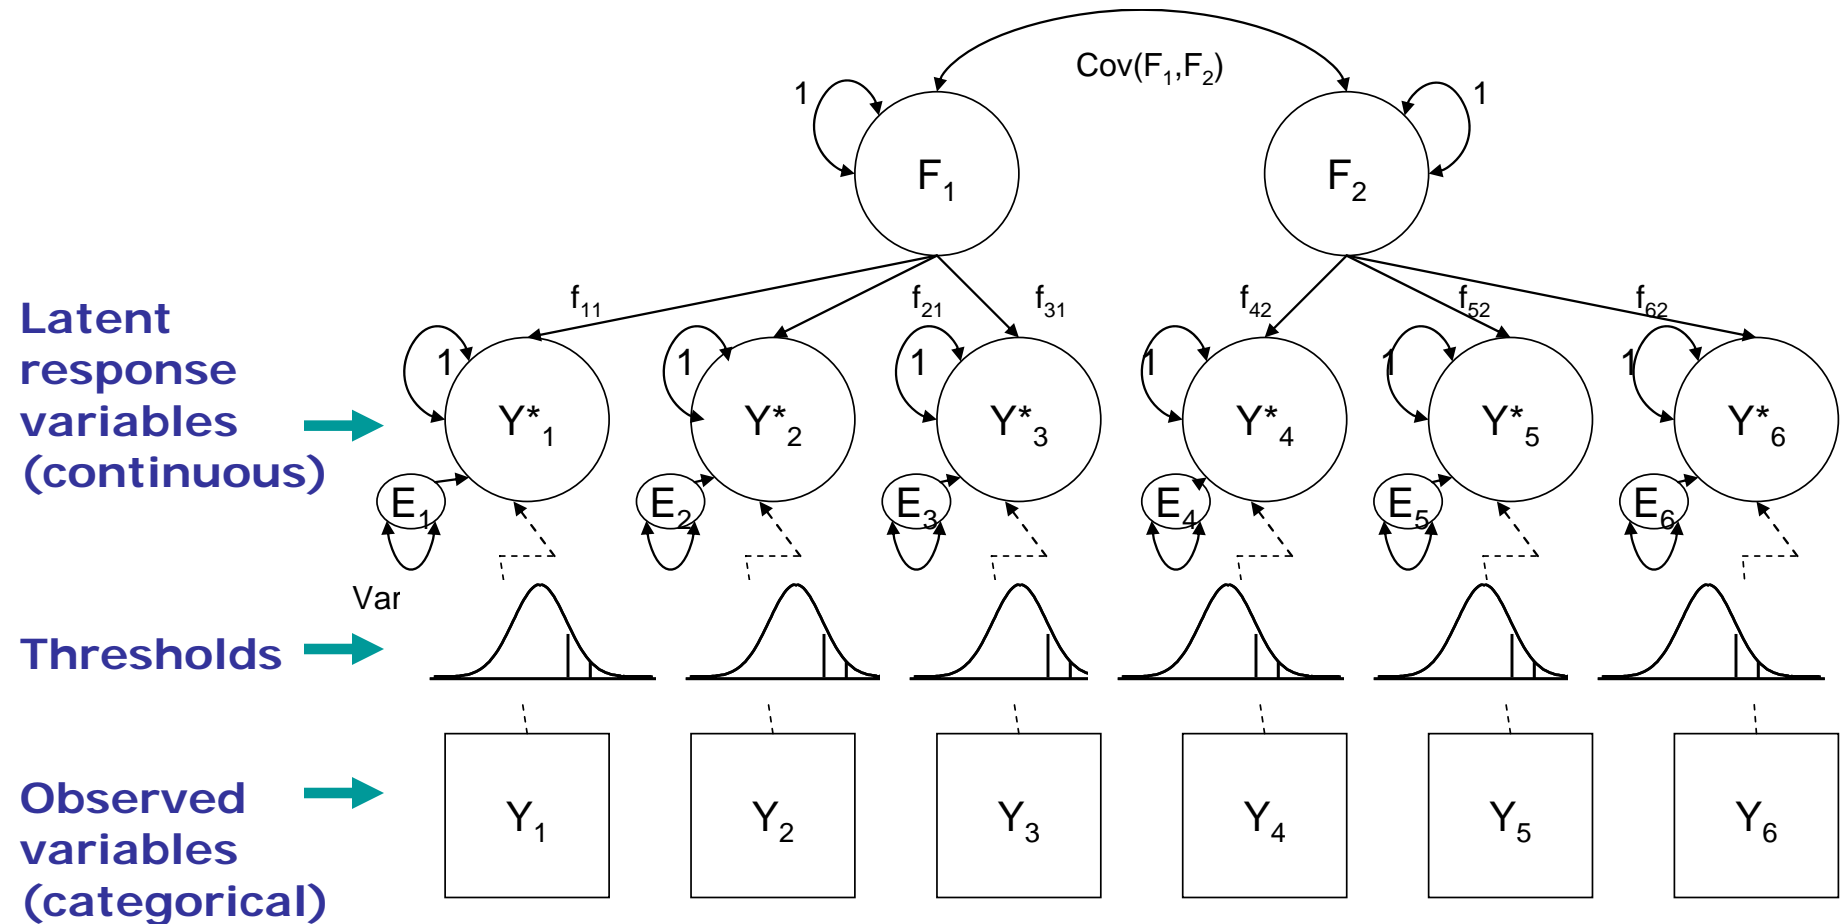 Cov(F1,F2)
1 1
F1 F2
f11 f21 f31 f42 f52 f62
Latent
response
variables
(continuous)
1 1 1 1 1 1
Y*1 Y*2 Y*3 Y*4 Y*5 Y*6
E1 E2 E3 E4 E5 E6
Var
Thresholds
Observed
variables
(categorical)
Y1 Y2 Y3 Y4 Y5 Y6